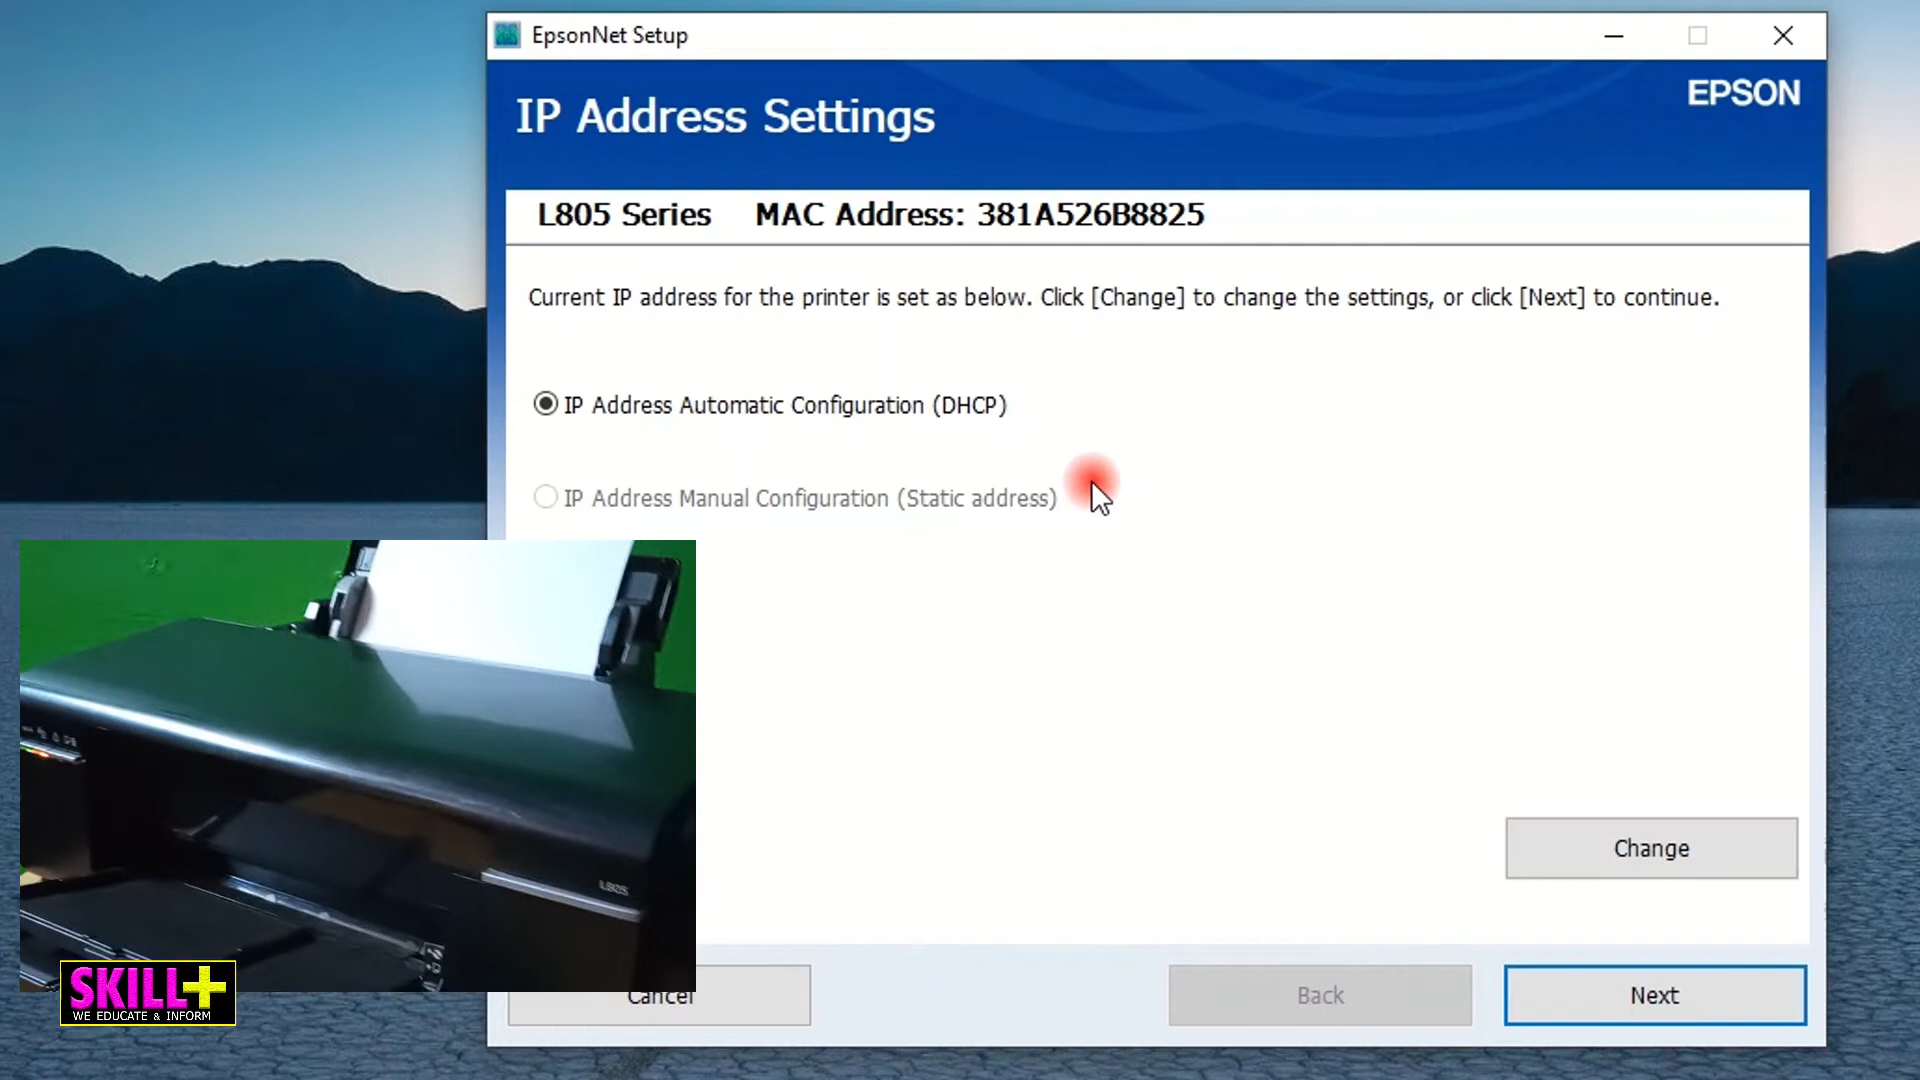 EpsonNet Setup
IP Address Settings
EPSON
L805 Series MAC Address: 381A526B8825
Current IP address for the printer is set as below. Click [Change] to change the settings, or click [Next] to continue.
IP Address Automatic Configuration (DHCP)
IP Address Manual Configuration (Static address)
L805
Change
Cancel
Back
Next
SKILL+
WE EDUCATE & INFORM